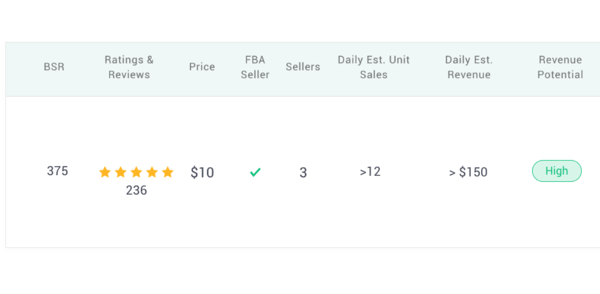 BSR
Ratings &
Reviews
Price
FBA
Seller
Sellers
Daily Est. Unit
Sales
Daily Est.
Revenue
Revenue
Potential
375
236
$10
3
>12
> $150
High